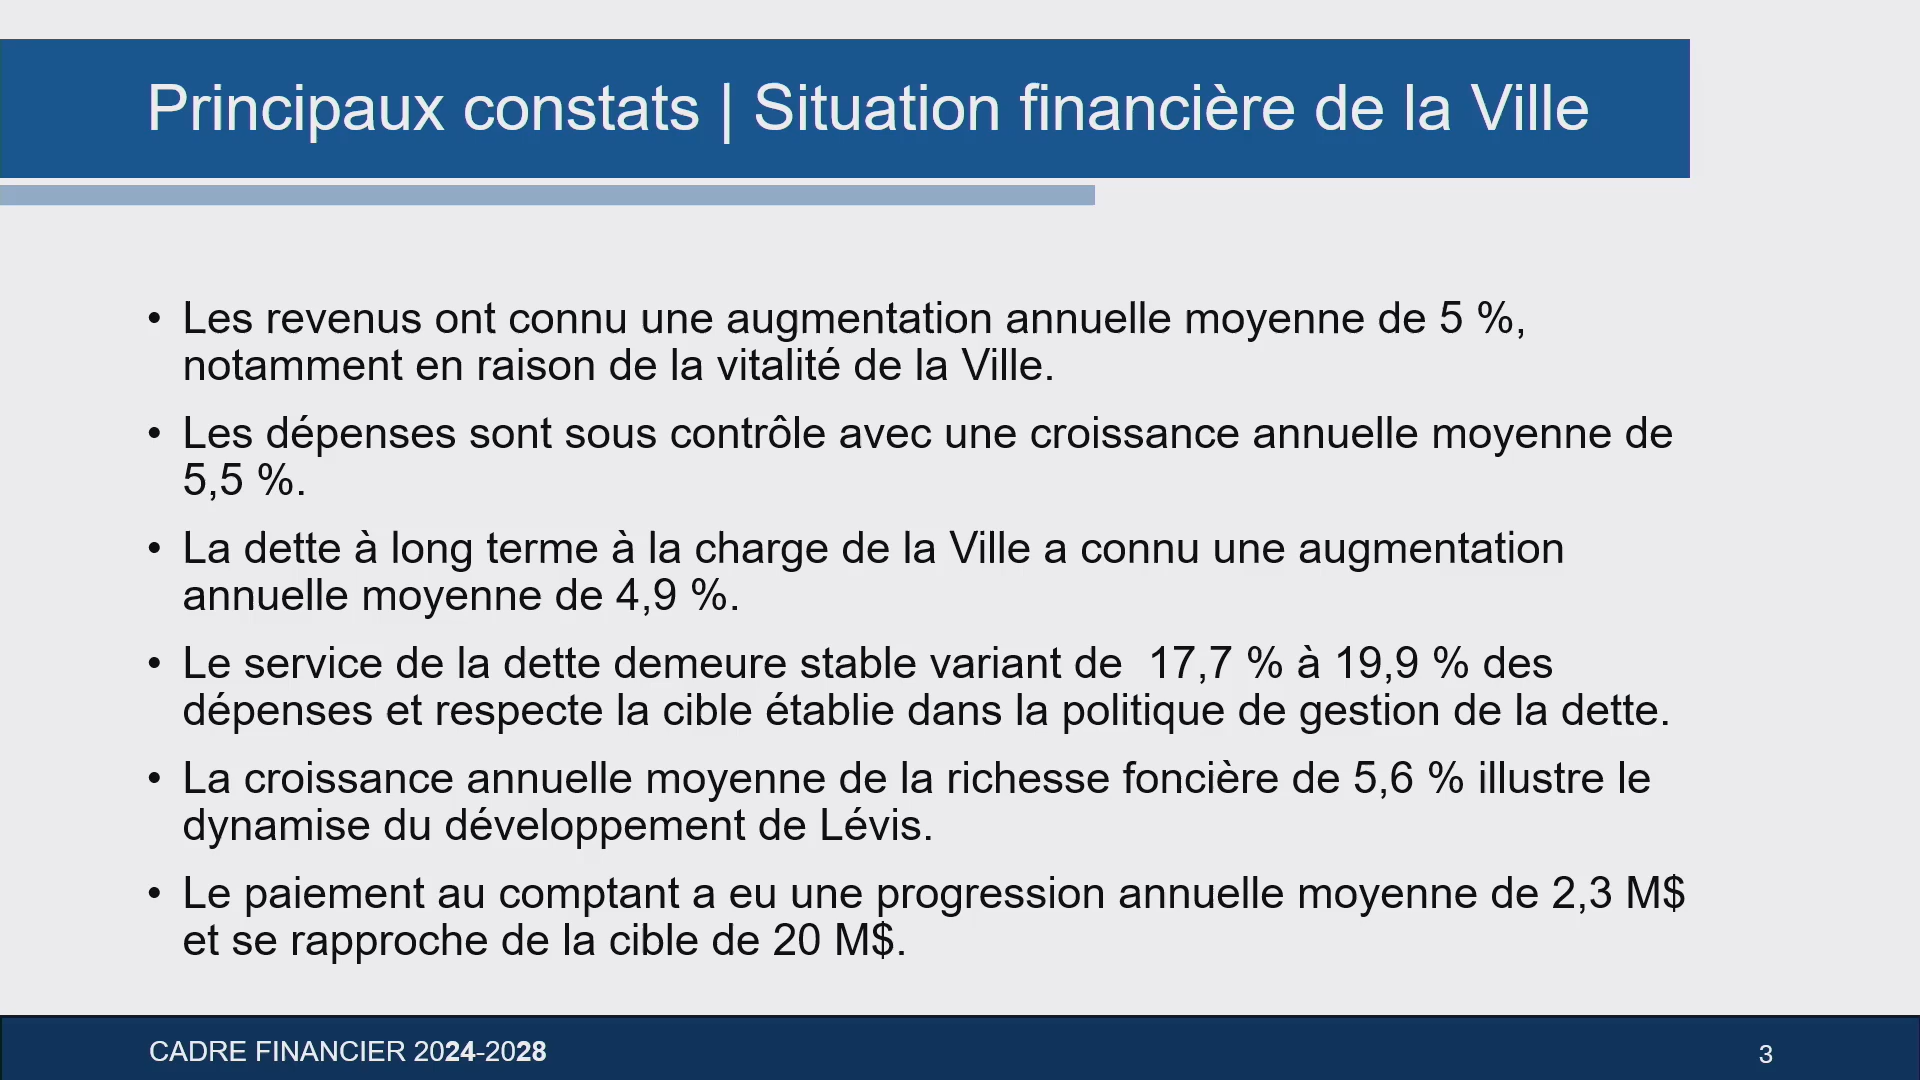 Principaux constats | Situation financière de la Ville
• Les revenus ont connu une augmentation annuelle moyenne de 5 %,
notamment en raison de la vitalité de la Ville.
• Les dépenses sont sous contrôle avec une croissance annuelle moyenne de
5,5 %.
• La dette à long terme à la charge de la Ville a connu une augmentation
annuelle moyenne de 4,9 %.
• Le service de la dette demeure stable variant de  17,7 % à 19,9 % des
dépenses et respecte la cible établie dans la politique de gestion de la dette.
• La croissance annuelle moyenne de la richesse foncière de 5,6 % illustre le
dynamise du développement de Lévis.
• Le paiement au comptant a eu une progression annuelle moyenne de 2,3 M$
et se rapproche de la cible de 20 M$.
CADRE FINANCIER 2024-2028
3